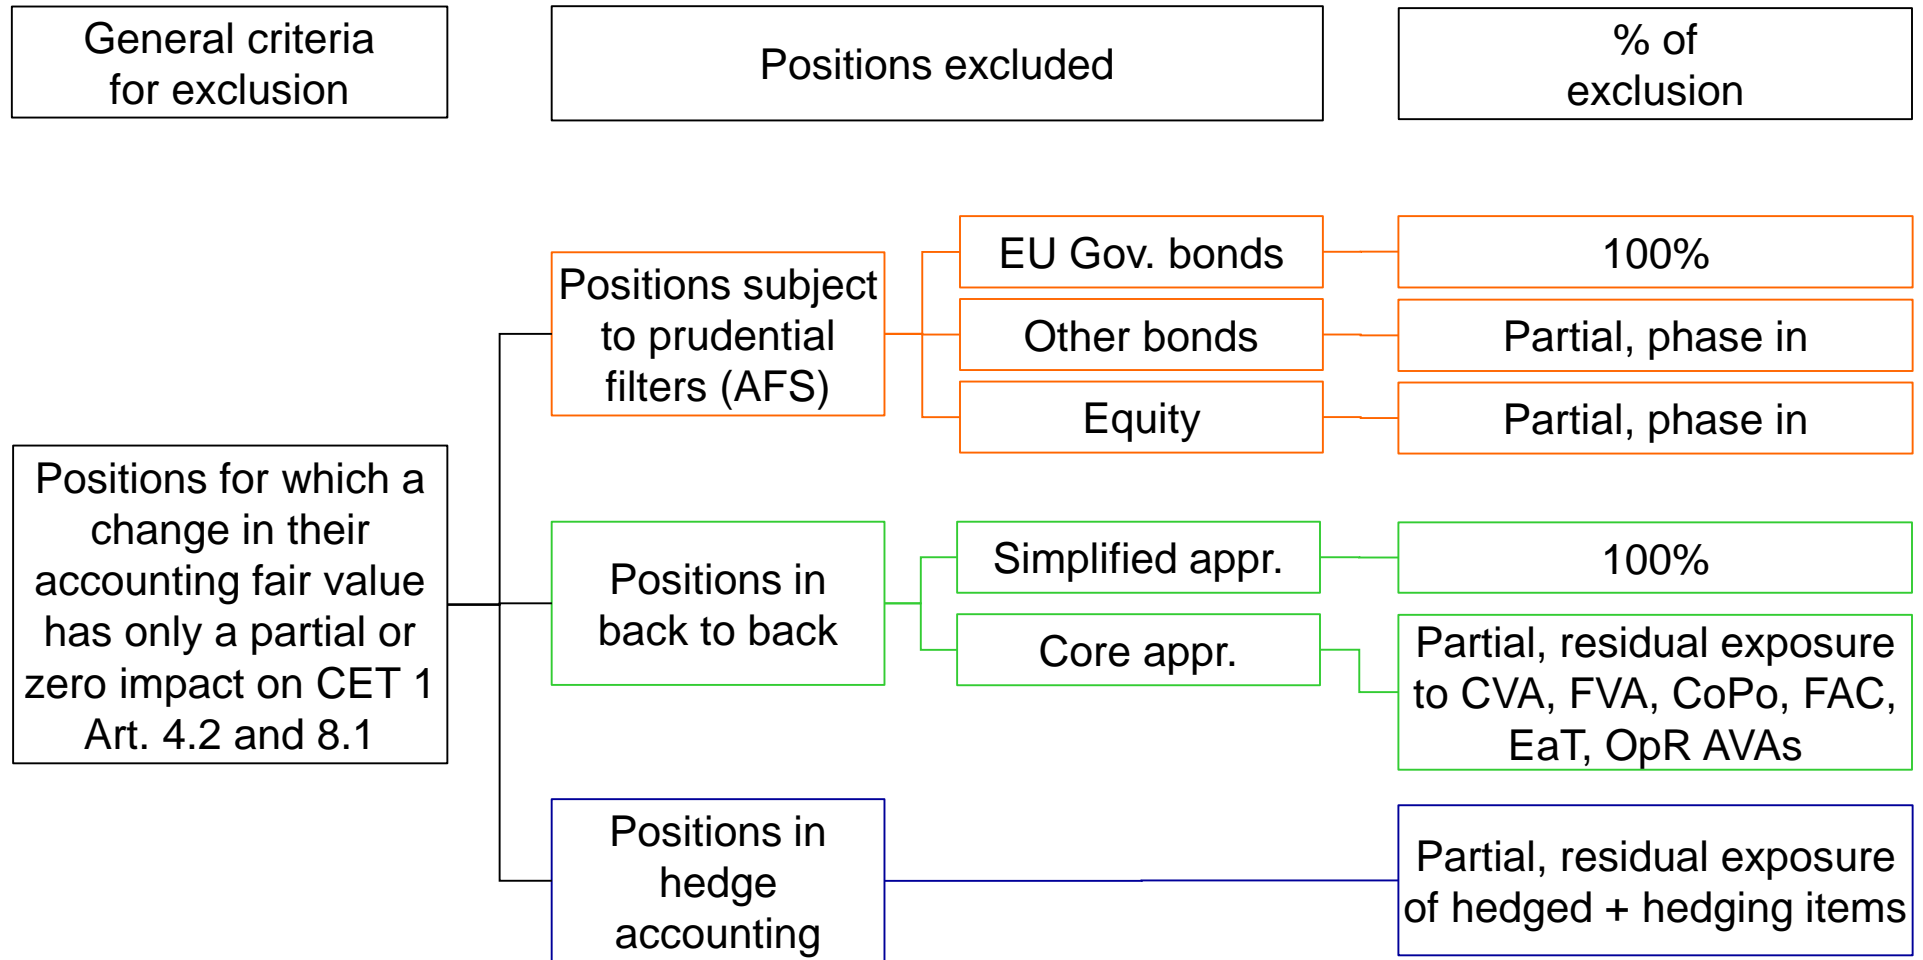 General criteria
for exclusion
Positions excluded
% of
exclusion
Positions for which a
change in their
accounting fair value
has only a partial or
zero impact on CET 1
Art. 4.2 and 8.1
Positions subject
to prudential
filters (AFS)
EU Gov. bonds
100%
Other bonds
Partial, phase in
Equity
Partial, phase in
Positions in
back to back
Simplified appr.
100%
Core appr.
Partial, residual exposure
to CVA, FVA, CoPo, FAC,
EaT, OpR AVAs
Positions in
hedge
accounting
Partial, residual exposure
of hedged + hedging items